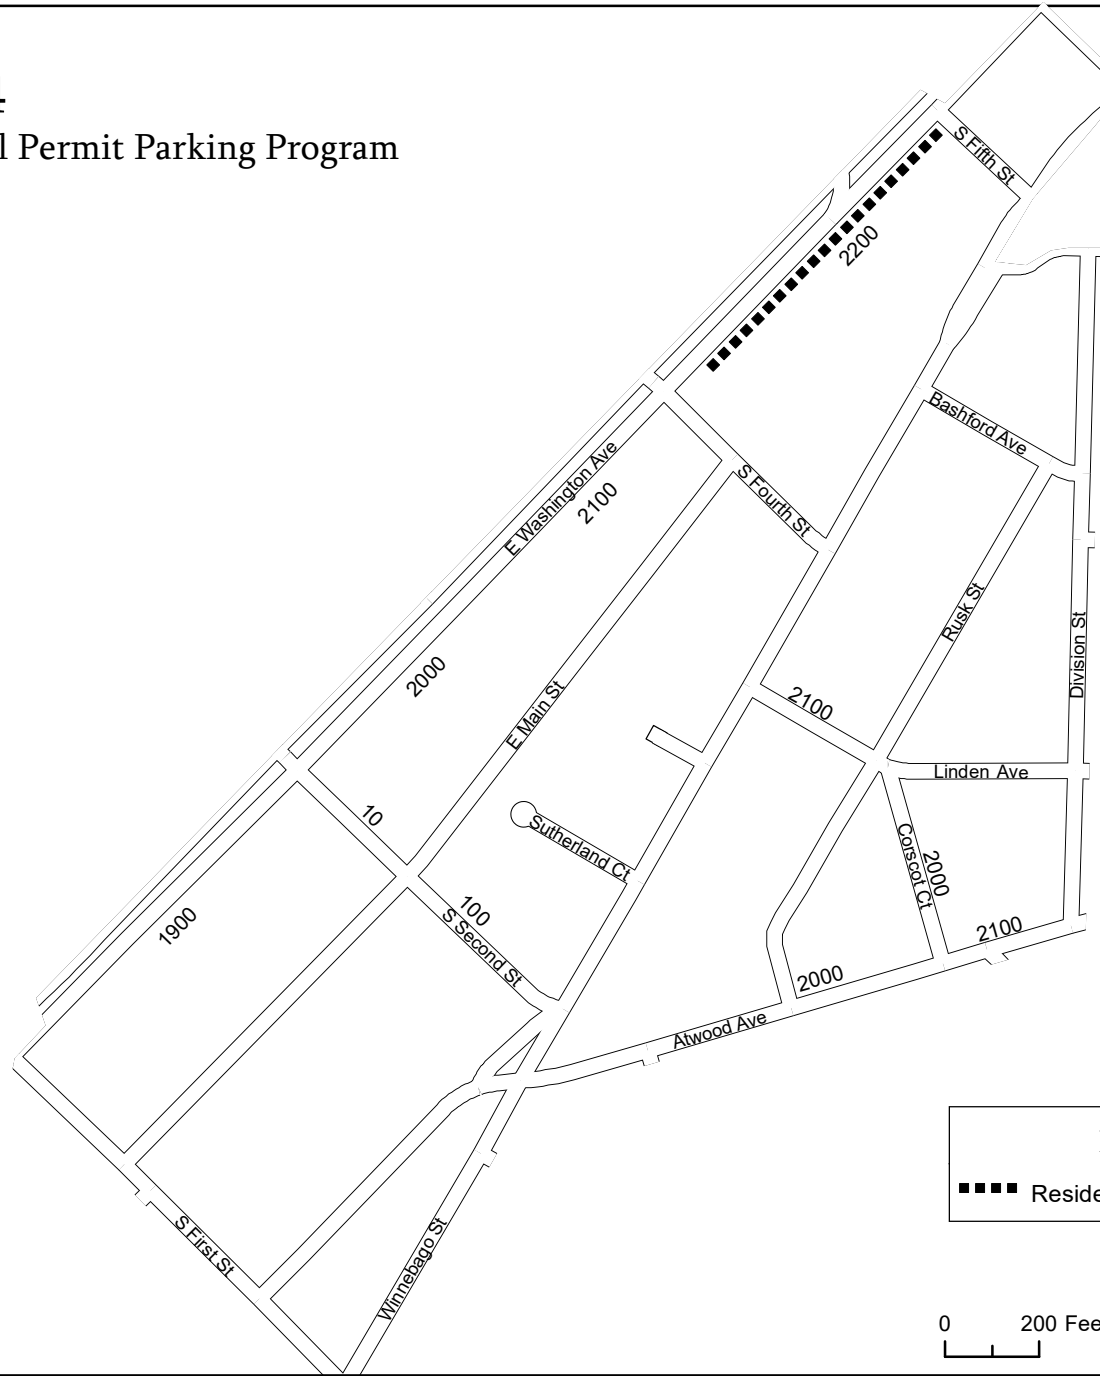 l Permit Parking Program
S Fifth St
2200
Bashford Ave
E Washington Ave
2100
S Fourth St
Rusk St
Division St
2000
E Main St
2100
Linden Ave
10
Sutherland Ct
Corscot Ct
2000
1900
100
S Second St
2100
2000
Atwood Ave
Reside
S First St
Winnebago St
0 200 Fee